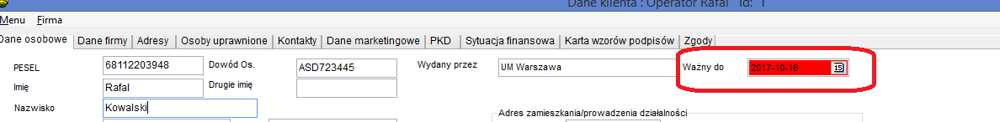 Dane klienta : Operator Rafał Id: 1
Menu Firma
Dane osobowe Dane firmy Adresy Osoby uprawnione Kontakty Dane marketingowe PKD Sytuacja finansowa Karta wzorów podpisów Zgody
PESEL 68112203948 Dowód Os. ASD723445 Wydany przez UM Warszawa Ważny do 2017-10-16 15
Imię Rafal Drugie imię
Nazwisko Kowalski
Adres zamieszkania/prowadzenia działalności